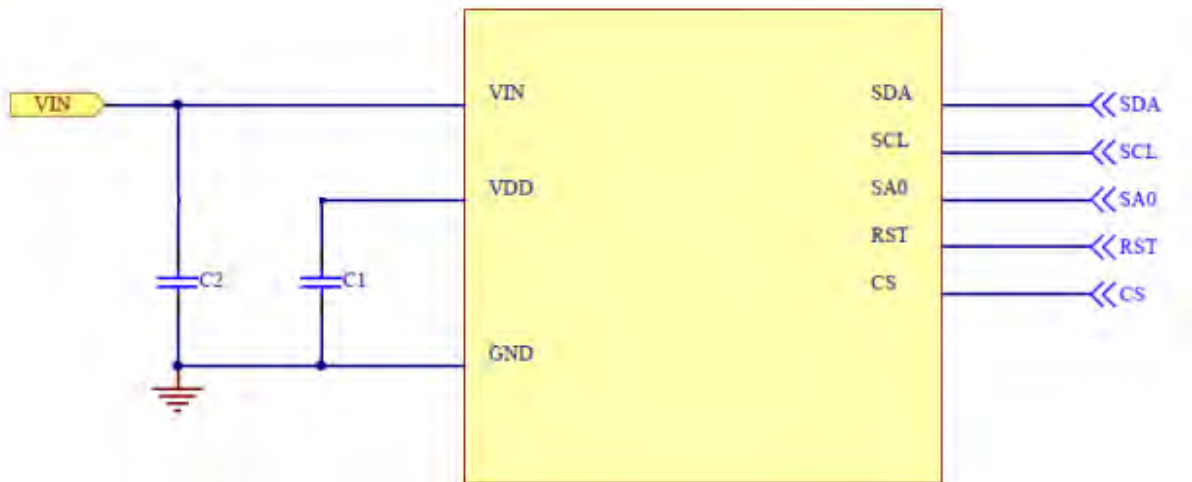 VIN
VIN
SDA
SDA
SCL
SCL
VDD
SA0
SA0
RST
RST
C2
C1
CS
CS
GND